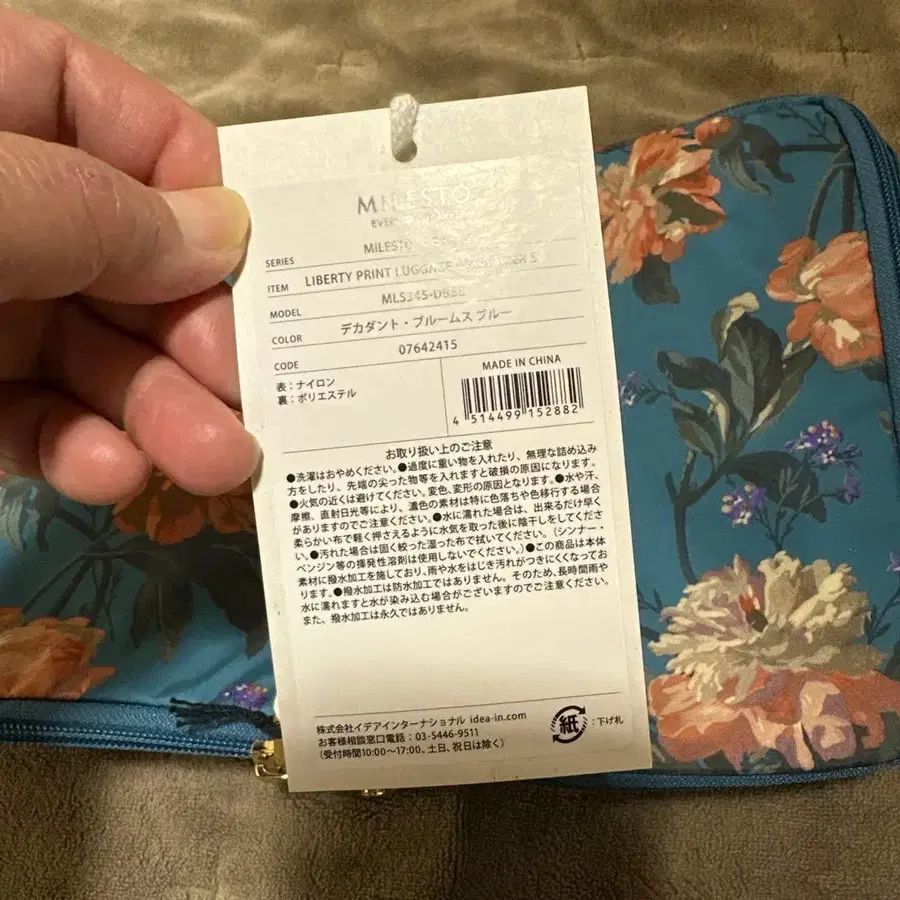 MILESTO
SERIES MILESTO
ITEM LIBERTY PRINT LUGGAGE S
MODEL
COLOR デカダント・ブルームス ブルー
CODE 07642415
表:ナイロン
裏:ポリエステル
MADE IN CHINA
4 514499 152882
お取り扱い上のご注意
●洗濯はおやめください。●過度に重い物を入れたり、無理な詰め込み
方をしたり、先端の尖った物等を入れますと破損の原因になります。
●火気の近くは避けてください。変色、変形の原因となります。●水や汗、
摩擦、直射日光等により、濃色の素材は特に色落ちや色移行する場合
がありますのでご注意ください。●水に濡れた場合は、出来るだけ早く
柔らかい布で軽く押さえるように水気を取った後に陰干しをしてくださ
い。●汚れた場合は固く絞った湿った布で拭いてください。(シンナー・
ベンジン等の揮発性溶剤は使用しないでください。)●この商品は本体
素材に撥水加工を施しており、雨や水をはじき汚れがつきにくくなってお
ります。●撥水加工は防水加工ではありません。そのため、長時間雨や
水に濡れますと水が染み込む場合がございますのでご注意ください。
また、撥水加工は永久ではありません。
株式会社イデアインターナショナル idea-in.com
お客様相談窓口電話:03-5446-9511
(受付時間10:00〜17:00、土日、祝日は除く)
紙 :下げ札